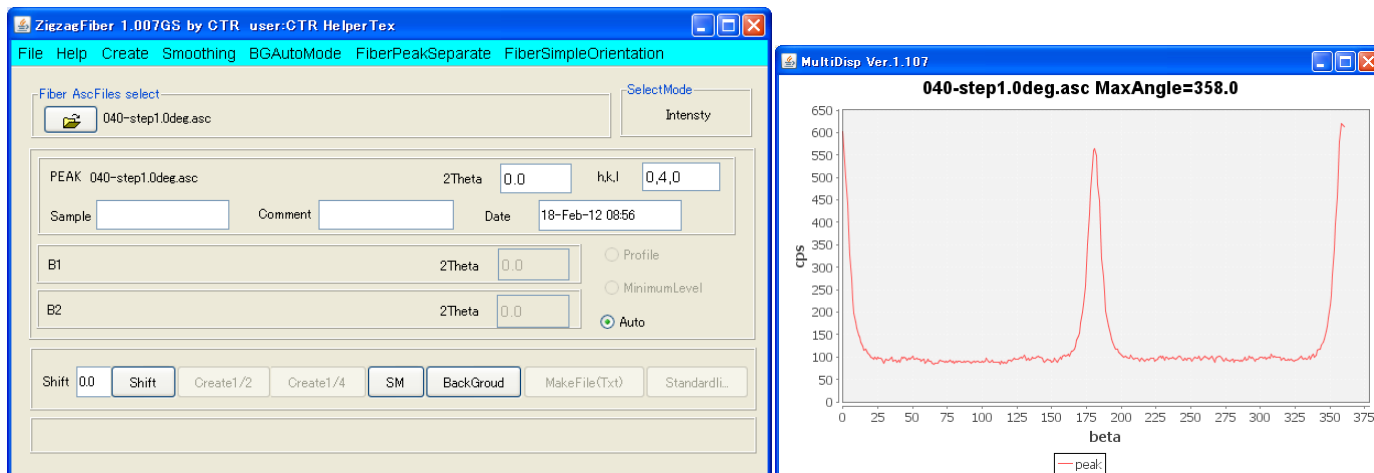 ZigzagFiber 1.007GS by CTR user:CTR HelperTex
File Help Create Smoothing BGAutoMode FiberPeakSeparate FiberSimpleOrientation
Fiber AscFiles select
040-step1.0deg.asc
SelectMode
Intensty
PEAK 040-step1.0deg.asc 2Theta 0.0 h,k,l 0,4,0
Sample Comment Date 18-Feb-12 08:56
B1 2Theta 0.0
Profile
MinimumLevel
B2 2Theta 0.0
Auto
Shift 0.0 Shift Create1/2 Create1/4 SM BackGroud MakeFile(Txt) Standardli...
MultiDisp Ver.1.107
040-step1.0deg.asc MaxAngle=358.0
650
600
550
500
450
400
350
300
250
200
150
100
50
0
cps
0 25 50 75 100 125 150 175 200 225 250 275 300 325 350 375
beta
peak